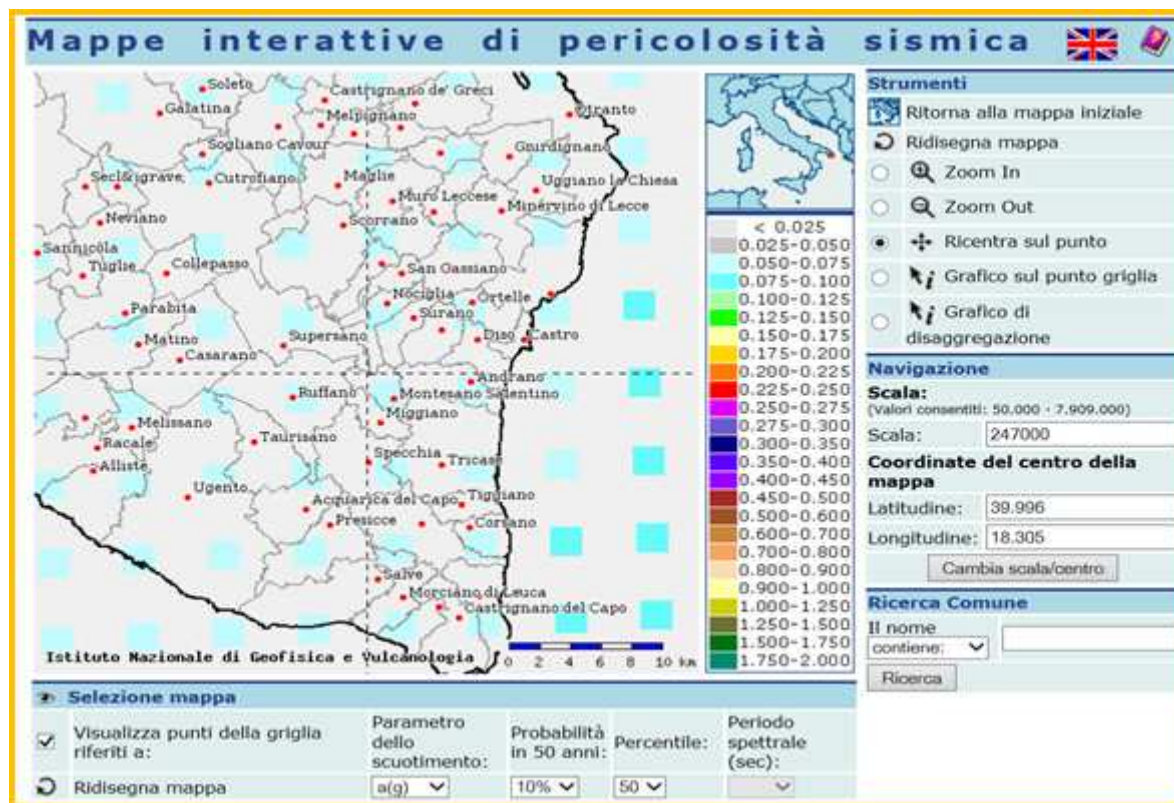 Mappe interattive di pericolosità sismica
Soleto
Castrignano de' Greci
Galatina
Melpignano
Otranto
Sogliano Cavour
Giurdignano
Cutrofiano
Maglie
Uggiano la Chiesa
Muro Leccese
Minervino di Lecce
Neviano
Scorrano
Sannicola
Tuglie
Collepasso
San Cassiano
Nociglia
Ortelle
Parabita
Surano
Matino
Supersano
Diso
Castro
Casarano
Andrano
Ruffano
Montesano Salentino
Miggiano
Melissano
Racale
Taurisano
Alliste
Specchia
Tricase
Ugento
Acquarica del Capo
Tiggiano
Presicce
Corsano
Salve
Morciano di Leuca
Castrignano del Capo
Istituto Nazionale di Geofisica e Vulcanologia
0 2 4 6 8 10 km
< 0.025
0.025-0.050
0.050-0.075
0.075-0.100
0.100-0.125
0.125-0.150
0.150-0.175
0.175-0.200
0.200-0.225
0.225-0.250
0.250-0.275
0.275-0.300
0.300-0.350
0.350-0.400
0.400-0.450
0.450-0.500
0.500-0.600
0.600-0.700
0.700-0.800
0.800-0.900
0.900-1.000
1.000-1.250
1.250-1.500
1.500-1.750
1.750-2.000
Strumenti
Ritorna alla mappa iniziale
Ridisegna mappa
Zoom In
Zoom Out
Ricentra sul punto
Grafico sul punto griglia
Grafico di
disaggregazione
Navigazione
Scala:
(Valori consentiti: 50.000 - 7.909.000)
Scala: 247000
Coordinate del centro della
mappa
Latitudine: 39.996
Longitudine: 18.305
Cambia scala/centro
Ricerca Comune
Il nome
contiene:
Ricerca
Selezione mappa
Visualizza punti della griglia
riferiti a:
Parametro
dello
scuotimento:
Probabilità
in 50 anni:
Percentile:
Periodo
spettrale
(sec):
Ridisegna mappa
a(g)
10%
50